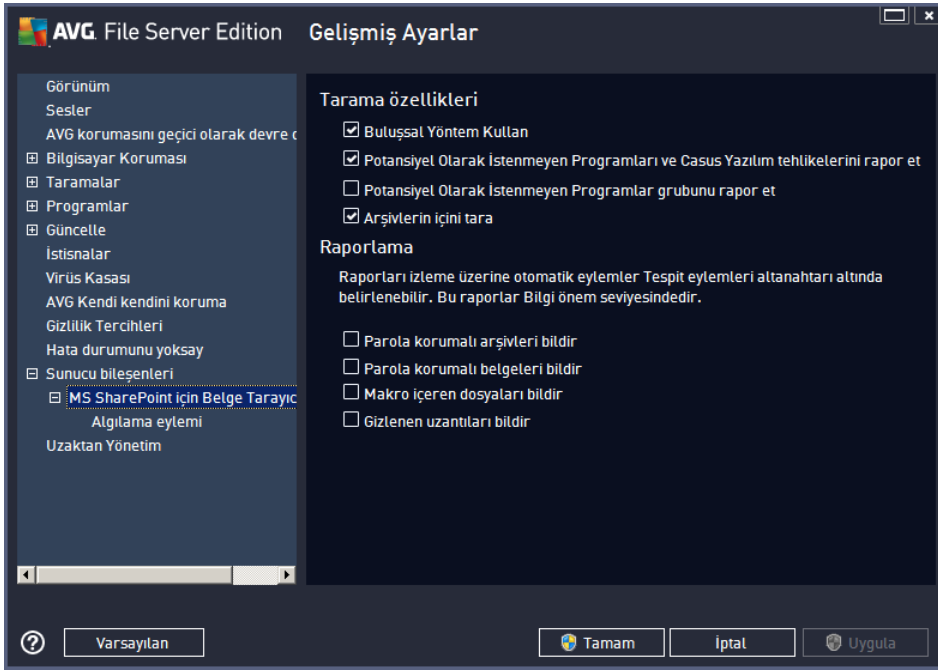 AVG. File Server Edition Gelişmiş Ayarlar
Görünüm
Sesler
AVG korumasını geçici olarak devre
Bilgisayar Koruması
Taramalar
Programlar
Güncelle
İstisnalar
Virüs Kasası
AVG Kendi kendini koruma
Gizlilik Tercihleri
Hata durumunu yoksay
Sunucu bileşenleri
MS SharePoint için Belge Tarayıc
Algılama eylemi
Uzaktan Yönetim
Tarama özellikleri
Buluşsal Yöntem Kullan
Potansiyel Olarak İstenmeyen Programları ve Casus Yazılım tehlikelerini rapor et
Potansiyel Olarak İstenmeyen Programlar grubunu rapor et
Arşivlerin içini tara
Raporlama
Raporları izleme üzerine otomatik eylemler Tespit eylemleri altanahtarı altında
belirlenebilir. Bu raporlar Bilgi önem seviyesindedir.
Parola korumalı arşivleri bildir
Parola korumalı belgeleri bildir
Makro içeren dosyaları bildir
Gizlenen uzantıları bildir
Varsayılan
Tamam
İptal
Uygula